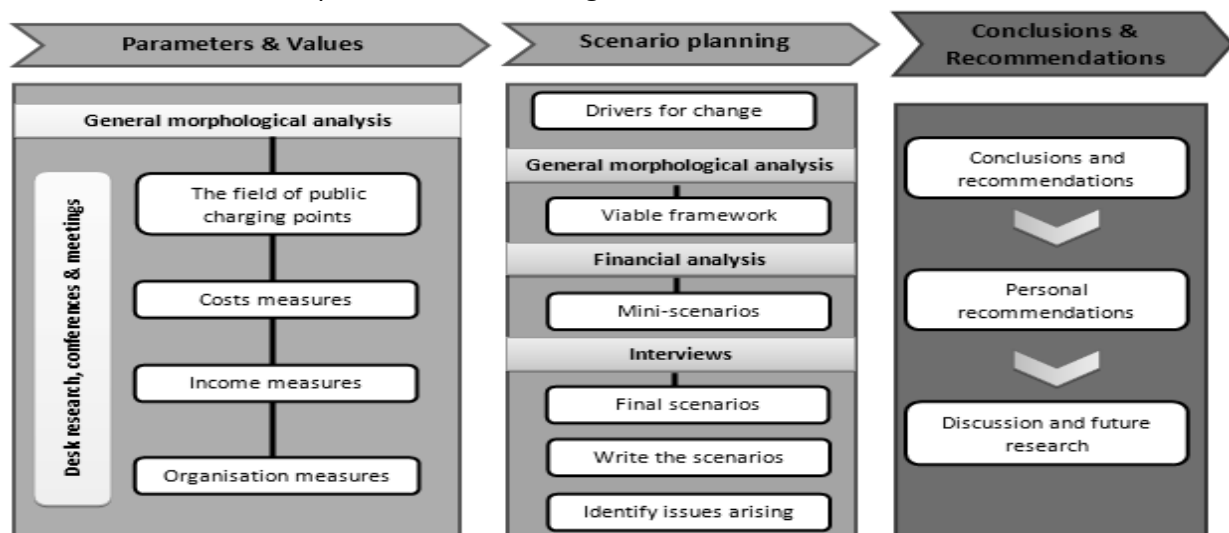 Parameters & Values
General morphological analysis
Desk research, conferences & meetings
The field of public
charging points
Costs measures
Income measures
Organisation measures
Scenario planning
Drivers for change
General morphological analysis
Viable framework
Financial analysis
Mini-scenarios
Interviews
Final scenarios
Write the scenarios
Identify issues arising
Conclusions &
Recommendations
Conclusions and
recommendations
Personal
recommendations
Discussion and future
research